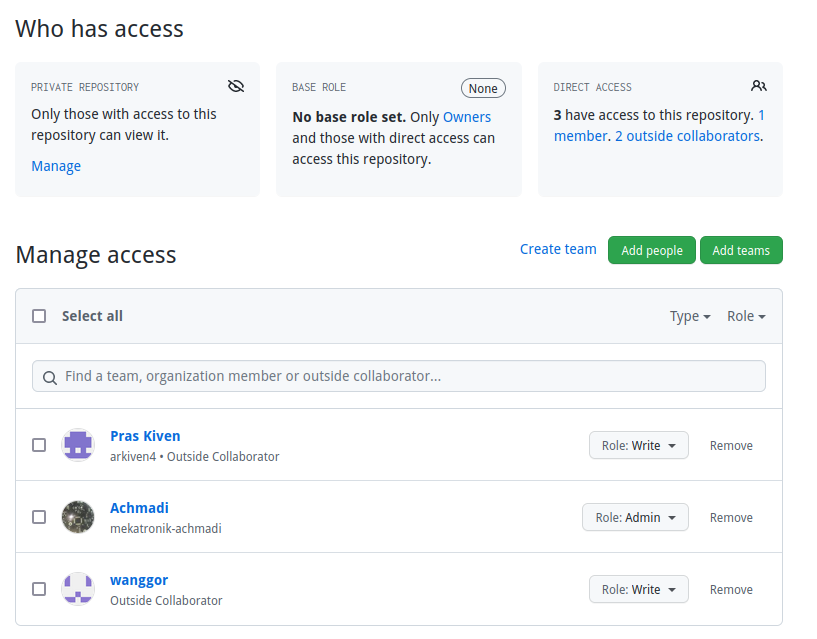 Who has access
PRIVATE REPOSITORY
Only those with access to this
repository can view it.
Manage
BASE ROLE
None
No base role set. Only Owners
and those with direct access can
access this repository.
DIRECT ACCESS
3 have access to this repository. 1
member. 2 outside collaborators.
Manage access
Create team
Add people
Add teams
Select all
Type
Role
Find a team, organization member or outside collaborator...
Pras Kiven
arkiven4 • Outside Collaborator
Role: Write
Remove
Achmadi
mekatronik-achmadi
Role: Admin
Remove
wanggor
Outside Collaborator
Role: Write
Remove